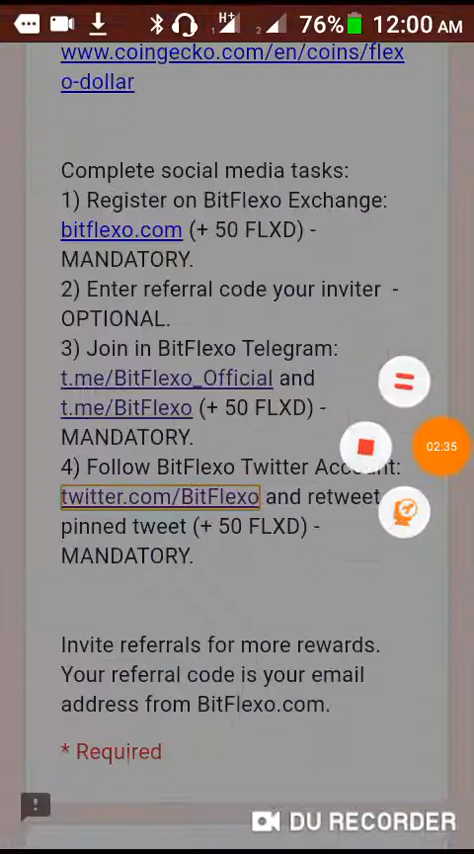 H+ 1 2 76% 12:00 AM
www.coingecko.com/en/coins/flex
o-dollar
Complete social media tasks:
1) Register on BitFlexo Exchange:
bitflexo.com (+ 50 FLXD) -
MANDATORY.
2) Enter referral code your inviter -
OPTIONAL.
3) Join in BitFlexo Telegram:
t.me/BitFlexo_Official and
t.me/BitFlexo (+ 50 FLXD) -
MANDATORY.
02:35
4) Follow BitFlexo Twitter Account:
twitter.com/BitFlexo and retweet
pinned tweet (+ 50 FLXD) -
MANDATORY.
Invite referrals for more rewards.
Your referral code is your email
address from BitFlexo.com.
* Required
DU RECORDER